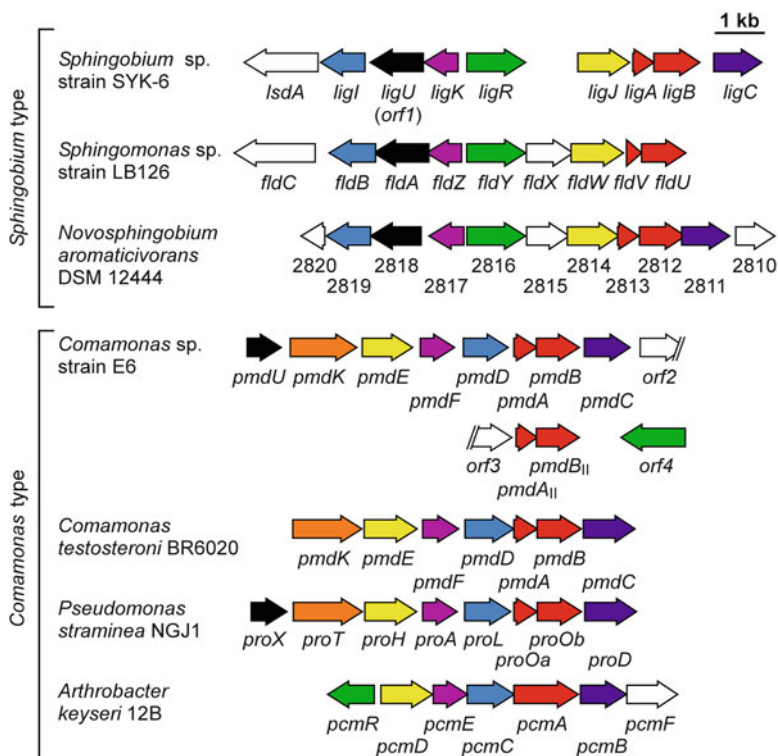 1 kb
Sphingobium type
Sphingobium sp.
strain SYK-6
lsdA ligI ligU ligK ligR ligJ ligA ligB ligC
(orf1)
Sphingomonas sp.
strain LB126
fldC fldB fldA fldZ fldY fldX fldW fldV fldU
Novosphingobium
aromaticivorans
DSM 12444
2820 2818 2816 2814 2812 2810
2819 2817 2815 2813 2811
Comamonas type
Comamonas sp.
strain E6
pmdU pmdK pmdE pmdD pmdB orf2
pmdF pmdA pmdC
orf3 pmdBII orf4
pmdAII
Comamonas
testosteroni BR6020
pmdK pmdE pmdD pmdB
pmdF pmdA pmdC
Pseudomonas
straminea NGJ1
proX proT proH proA proL proOb
proOa proD
Arthrobacter
keyseri 12B
pcmR pcmE pcmA pcmF
pcmD pcmC pcmB